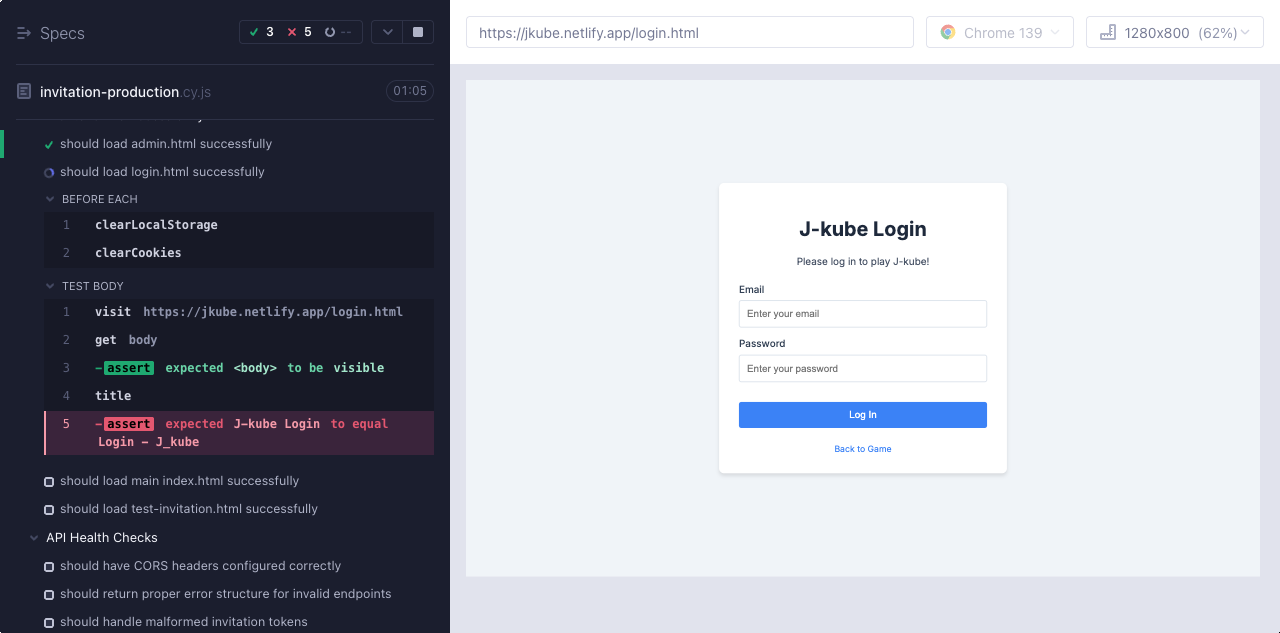 Specs
3
5
--
invitation-production.cy.js
01:05
should load admin.html successfully
should load login.html successfully
BEFORE EACH
1 clearLocalStorage
2 clearCookies
TEST BODY
1 visit https://jkube.netlify.app/login.html
2 get body
3 -assert expected <body> to be visible
4 title
5 -assert expected J-kube Login to equal
Login - J_kube
should load main index.html successfully
should load test-invitation.html successfully
API Health Checks
should have CORS headers configured correctly
should return proper error structure for invalid endpoints
should handle malformed invitation tokens
https://jkube.netlify.app/login.html
Chrome 139
1280x800 (62%)
J-kube Login
Please log in to play J-kube!
Email
Enter your email
Password
Enter your password
Log In
Back to Game